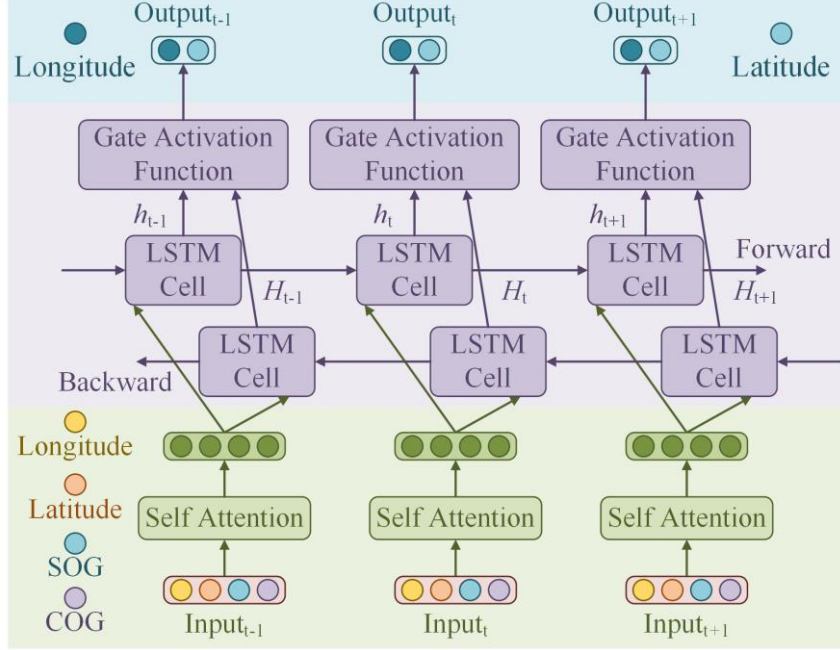 Output_{t-1} Output_t Output_{t+1}
Longitude Latitude
Gate Activation Function Gate Activation Function Gate Activation Function
h_{t-1} h_t h_{t+1}
LSTM Cell LSTM Cell LSTM Cell Forward
H_{t-1} H_t H_{t+1}
LSTM Cell LSTM Cell LSTM Cell
Backward
Longitude
Latitude
Self Attention Self Attention Self Attention
SOG
COG
Input_{t-1} Input_t Input_{t+1}